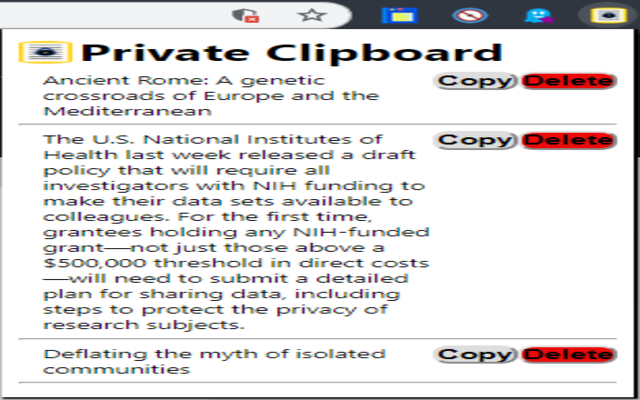 Private Clipboard
Ancient Rome: A genetic Copy Delete
crossroads of Europe and the
Mediterranean
The U.S. National Institutes of Copy Delete
Health last week released a draft
policy that will require all
investigators with NIH funding to
make their data sets available to
colleagues. For the first time,
grantees holding any NIH-funded
grant—not just those above a
$500,000 threshold in direct costs
—will need to submit a detailed
plan for sharing data, including
steps to protect the privacy of
research subjects.
Deflating the myth of isolated Copy Delete
communities